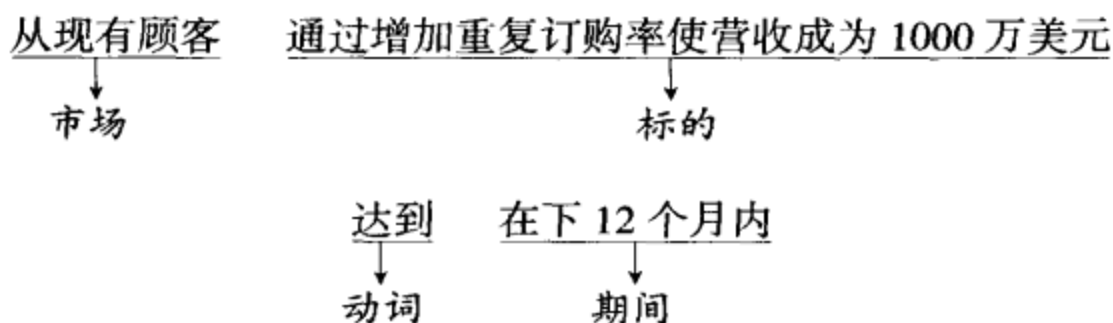 从现有顾客 通过增加重复订购率使营收成为 1000 万美元
市场 标的
达到 在下 12 个月内
动词 期间